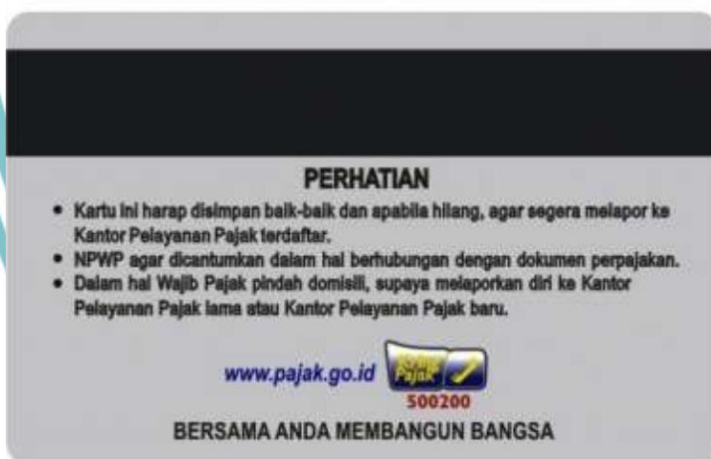 PERHATIAN
• Kartu ini harap disimpan baik-baik dan apabila hilang, agar segera melapor ke
Kantor Pelayanan Pajak terdaftar.
• NPWP agar dicantumkan dalam hal berhubungan dengan dokumen perpajakan.
• Dalam hal Wajib Pajak pindah domisili, supaya melaporkan diri ke Kantor
Pelayanan Pajak lama atau Kantor Pelayanan Pajak baru.
www.pajak.go.id
Kring
Pajak
500200
BERSAMA ANDA MEMBANGUN BANGSA